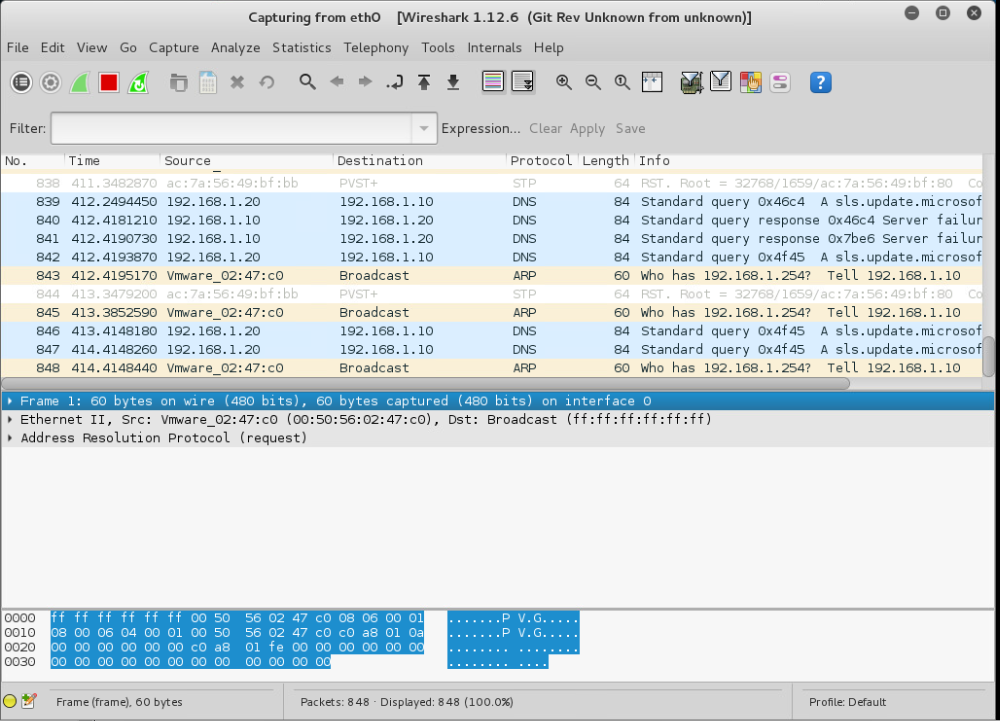 Capturing from eth0 [Wireshark 1.12.6 (Git Rev Unknown from unknown)]
File Edit View Go Capture Analyze Statistics Telephony Tools Internals Help
Filter: Expression... Clear Apply Save
No. Time Source Destination Protocol Length Info
838 411.3482870 ac:7a:56:49:bf:bb PVST+ STP 64 RST. Root = 32768/1659/ac:7a:56:49:bf:80 Co
839 412.2494450 192.168.1.20 192.168.1.10 DNS 84 Standard query 0x46c4 A sls.update.microsof
840 412.4181210 192.168.1.10 192.168.1.20 DNS 84 Standard query response 0x46c4 Server failur
841 412.4190730 192.168.1.10 192.168.1.20 DNS 84 Standard query response 0x7be6 Server failur
842 412.4193870 192.168.1.20 192.168.1.10 DNS 84 Standard query 0x4f45 A sls.update.microsof
843 412.4195170 Vmware_02:47:c0 Broadcast ARP 60 Who has 192.168.1.254? Tell 192.168.1.10
844 413.3479200 ac:7a:56:49:bf:bb PVST+ STP 64 RST. Root = 32768/1659/ac:7a:56:49:bf:80 Co
845 413.3852590 Vmware_02:47:c0 Broadcast ARP 60 Who has 192.168.1.254? Tell 192.168.1.10
846 413.4148180 192.168.1.20 192.168.1.10 DNS 84 Standard query 0x4f45 A sls.update.microsof
847 414.4148260 192.168.1.20 192.168.1.10 DNS 84 Standard query 0x4f45 A sls.update.microsof
848 414.4148440 Vmware_02:47:c0 Broadcast ARP 60 Who has 192.168.1.254? Tell 192.168.1.10
Frame 1: 60 bytes on wire (480 bits), 60 bytes captured (480 bits) on interface 0
Ethernet II, Src: Vmware_02:47:c0 (00:50:56:02:47:c0), Dst: Broadcast (ff:ff:ff:ff:ff:ff)
Address Resolution Protocol (request)
0000 ff ff ff ff ff ff 00 50 56 02 47 c0 08 06 00 01 .......P V.G.....
0010 08 00 06 04 00 01 00 50 56 02 47 c0 c0 a8 01 0a .......P V.G.....
0020 00 00 00 00 00 00 c0 a8 01 fe 00 00 00 00 00 00 ........ ........
0030 00 00 00 00 00 00 00 00 00 00 00 00 ........ ....
Frame (frame), 60 bytes Packets: 848 · Displayed: 848 (100.0%) Profile: Default